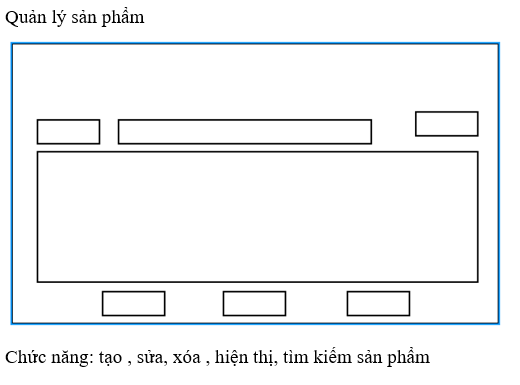 Quản lý sản phẩm
Chức năng: tạo , sửa, xóa , hiện thị, tìm kiếm sản phẩm